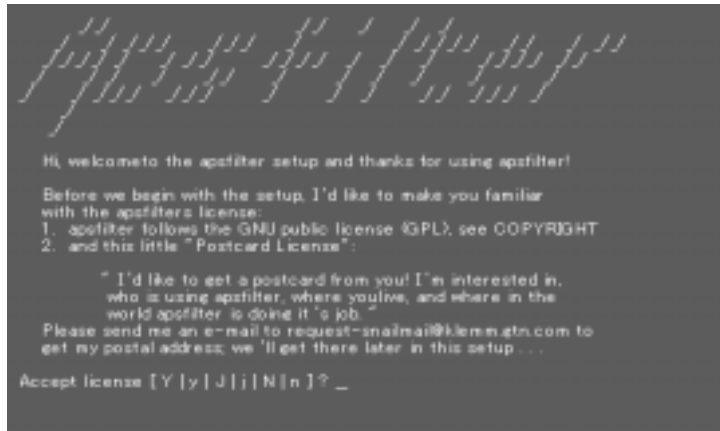 apsfilter
Hi, welcometo the apsfilter setup and thanks for using apsfilter!
Before we begin with the setup, I'd like to make you familiar
with the apsfilters license:
1. apsfilter follows the GNU public license (GPL), see COPYRIGHT
2. and this little "Postcard License":
" I'd like to get a postcard from you! I'm interested in,
who is using apsfilter, where youlive, and where in the
world apsfilter is doing it 's job. "
Please send me an e-mail to request-snailmail@klemm.gtn.com to
get my postal address; we 'll get there later in this setup . . .
Accept license [ Y | y | J | j | N | n ] ? _